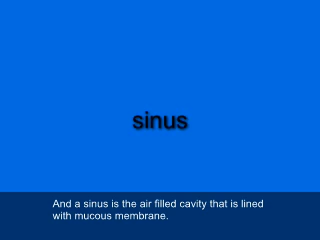 sinus
And a sinus is the air filled cavity that is lined
with mucous membrane.